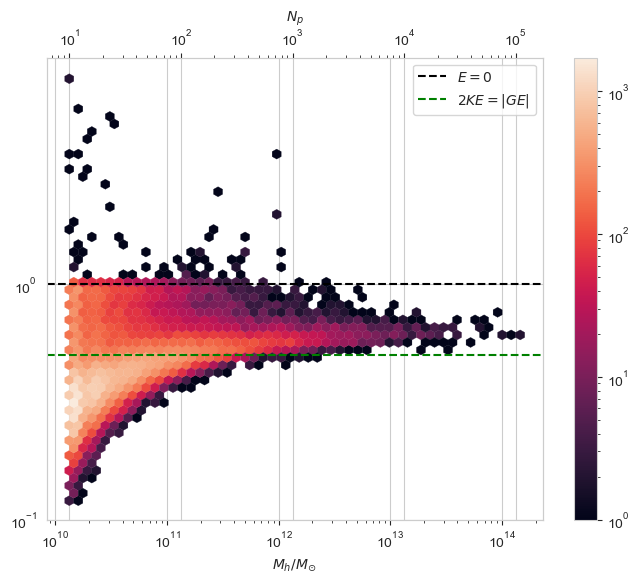 $N_p$
$10^1$ $10^2$ $10^3$ $10^4$ $10^5$
$E = 0$
$2KE = |GE|$
$10^0$
$10^{-1}$
$10^{10}$ $10^{11}$ $10^{12}$ $10^{13}$ $10^{14}$
$M_h/M_\odot$
$10^3$
$10^2$
$10^1$
$10^0$